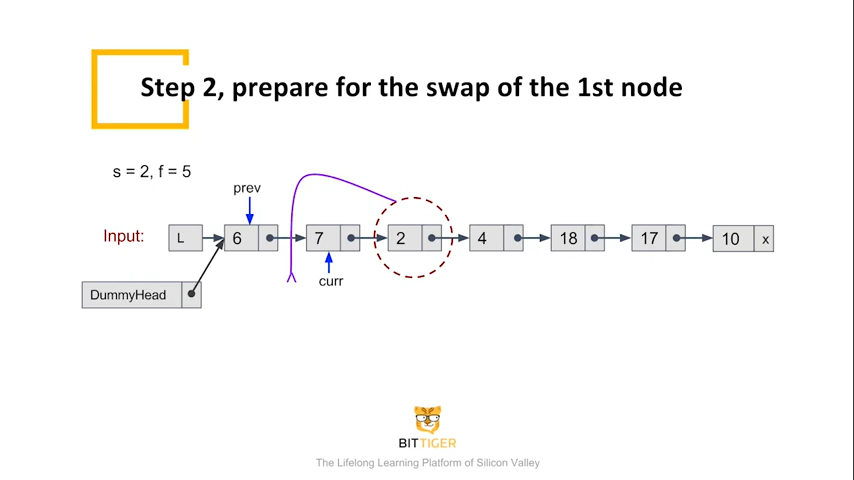 Step 2, prepare for the swap of the 1st node
s = 2, f = 5
prev
Input: L 6 7 2 4 18 17 10 x
curr
DummyHead
BITTIGER
The Lifelong Learning Platform of Silicon Valley